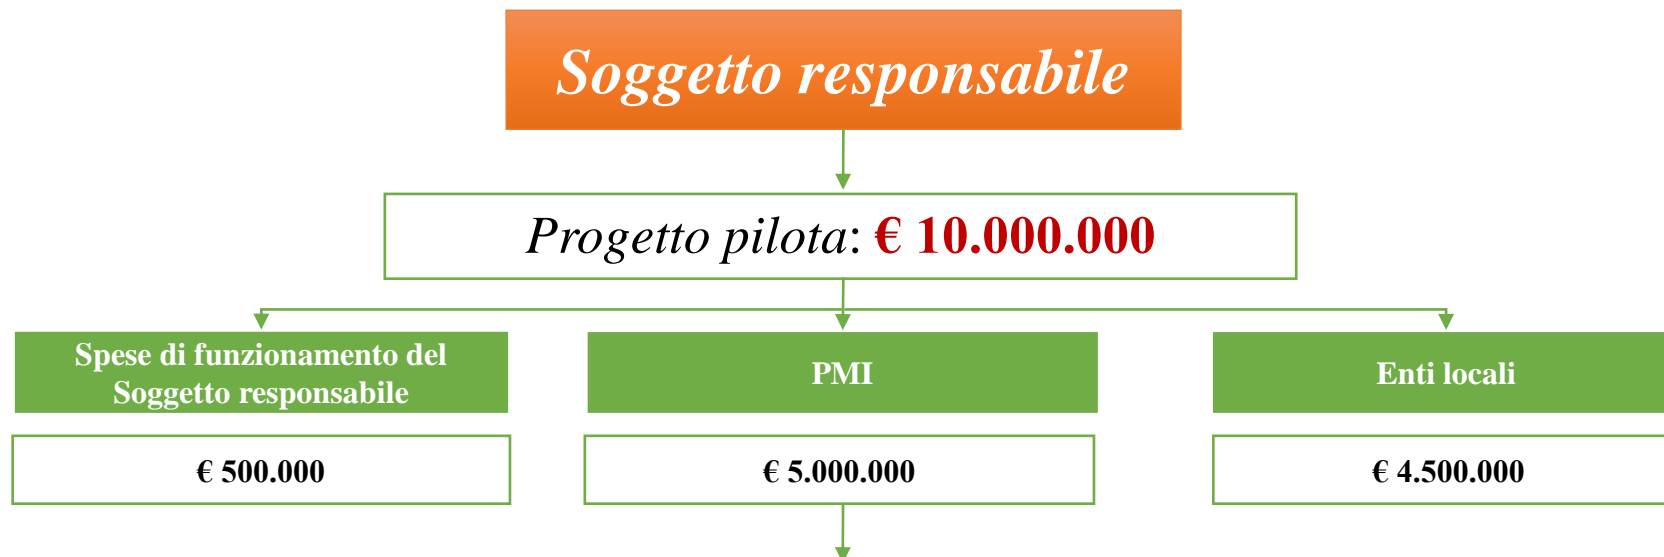 Soggetto responsabile
Progetto pilota: € 10.000.000
Spese di funzionamento del
Soggetto responsabile
PMI
Enti locali
€ 500.000
€ 5.000.000
€ 4.500.000